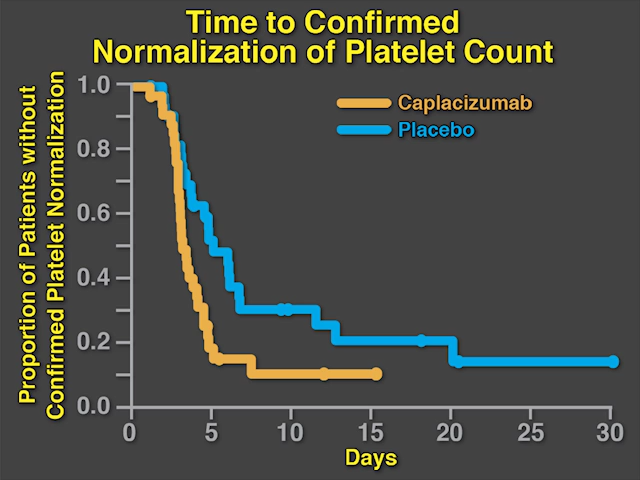 Time to Confirmed
Normalization of Platelet Count
Proportion of Patients without
Confirmed Platelet Normalization
1.0
0.8
0.6
0.4
0.2
0.0
Caplacizumab
Placebo
0 5 10 15 20 25 30
Days